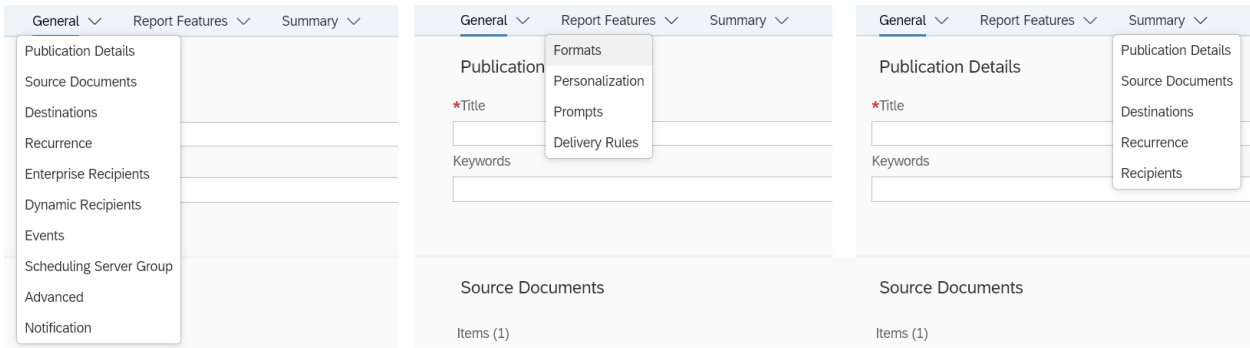 General Report Features Summary
Publication Details
Source Documents
Destinations
Recurrence
Enterprise Recipients
Dynamic Recipients
Events
Scheduling Server Group
Advanced
Notification
General Report Features Summary
Formats
Personalization
Prompts
Delivery Rules
Publication
*Title
Keywords
Source Documents
Items (1)
General Report Features Summary
Publication Details
Source Documents
Destinations
Recurrence
Recipients
Publication Details
*Title
Keywords
Source Documents
Items (1)